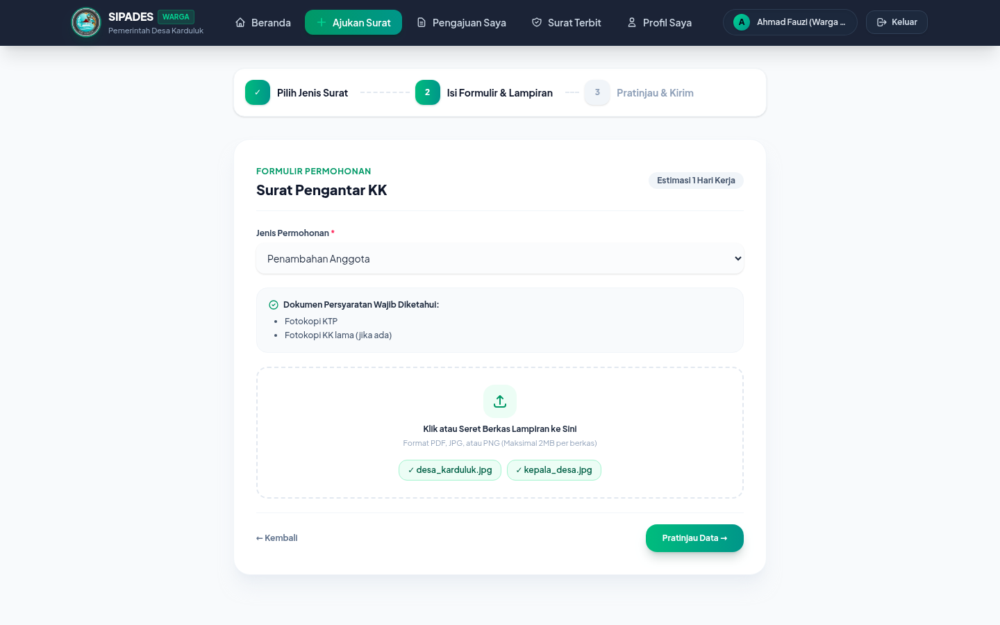 SIPADES WARGA
Pemerintah Desa Karduluk
Beranda
Ajukan Surat
Pengajuan Saya
Surat Terbit
Profil Saya
A Ahmad Fauzi (Warga ...
Keluar
✓ Pilih Jenis Surat
2 Isi Formulir & Lampiran
3 Pratinjau & Kirim
FORMULIR PERMOHONAN
Surat Pengantar KK
Estimasi 1 Hari Kerja
Jenis Permohonan *
Penambahan Anggota
Dokumen Persyaratan Wajib Diketahui:
• Fotokopi KTP
• Fotokopi KK lama (jika ada)
Klik atau Seret Berkas Lampiran ke Sini
Format PDF, JPG, atau PNG (Maksimal 2MB per berkas)
✓ desa_karduluk.jpg
✓ kepala_desa.jpg
← Kembali
Pratinjau Data →